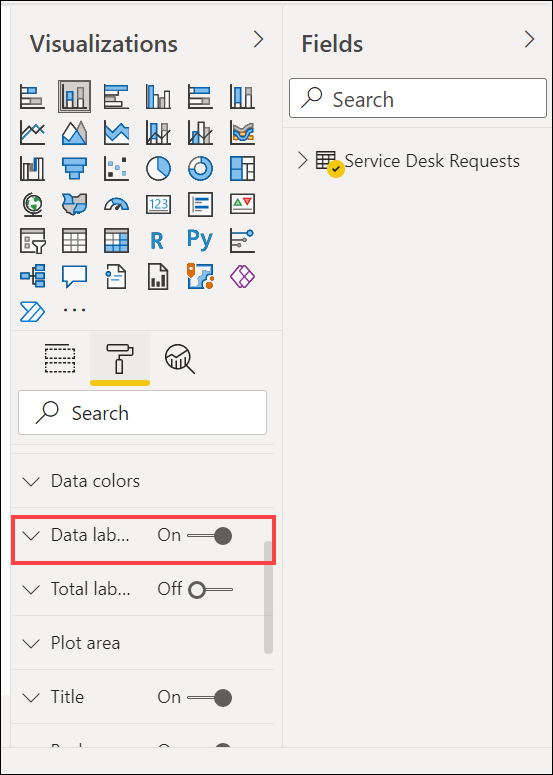 Visualizations
Fields
Search
Service Desk Requests
123
R
Py
...
Search
Data colors
Data lab... On
Total lab... Off
Plot area
Title On